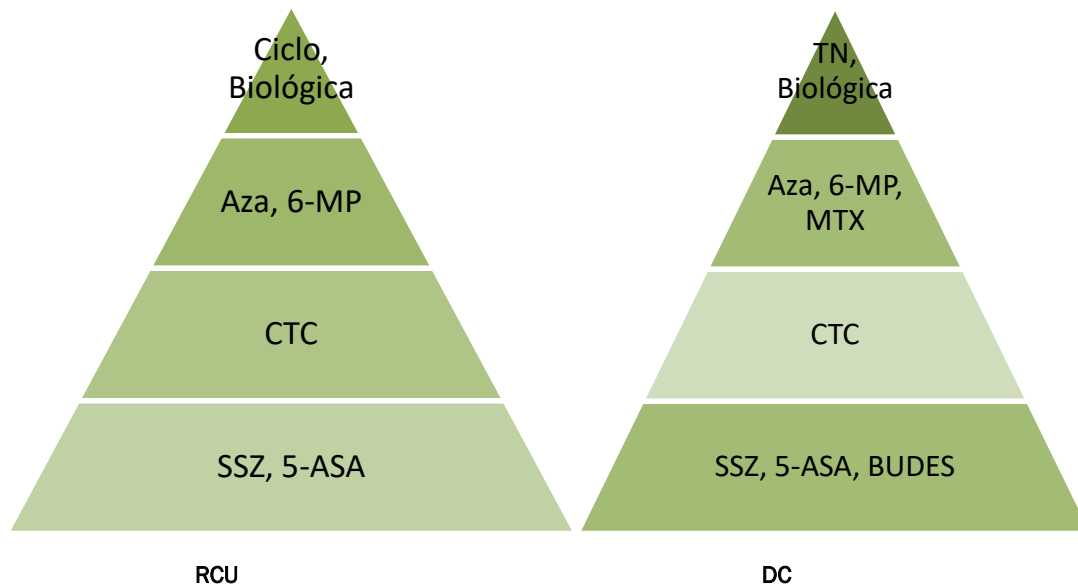 Ciclo,
Biológica
Aza, 6-MP
CTC
SSZ, 5-ASA
RCU
TN,
Biológica
Aza, 6-MP,
MTX
CTC
SSZ, 5-ASA, BUDES
DC